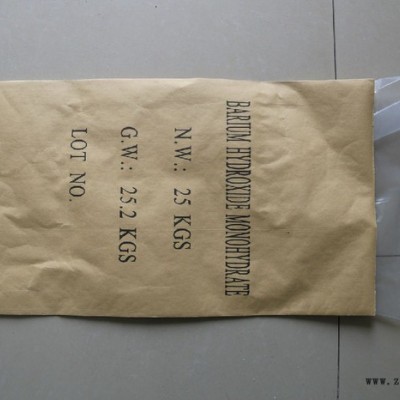 BARIUM HYDROXIDE MONOHYDRATE
N.W.: 25 KGS
G.W.: 25.2 KGS
LOT NO.